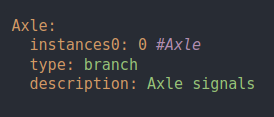 Axle:
  instances0: 0 #Axle
  type: branch
  description: Axle signals